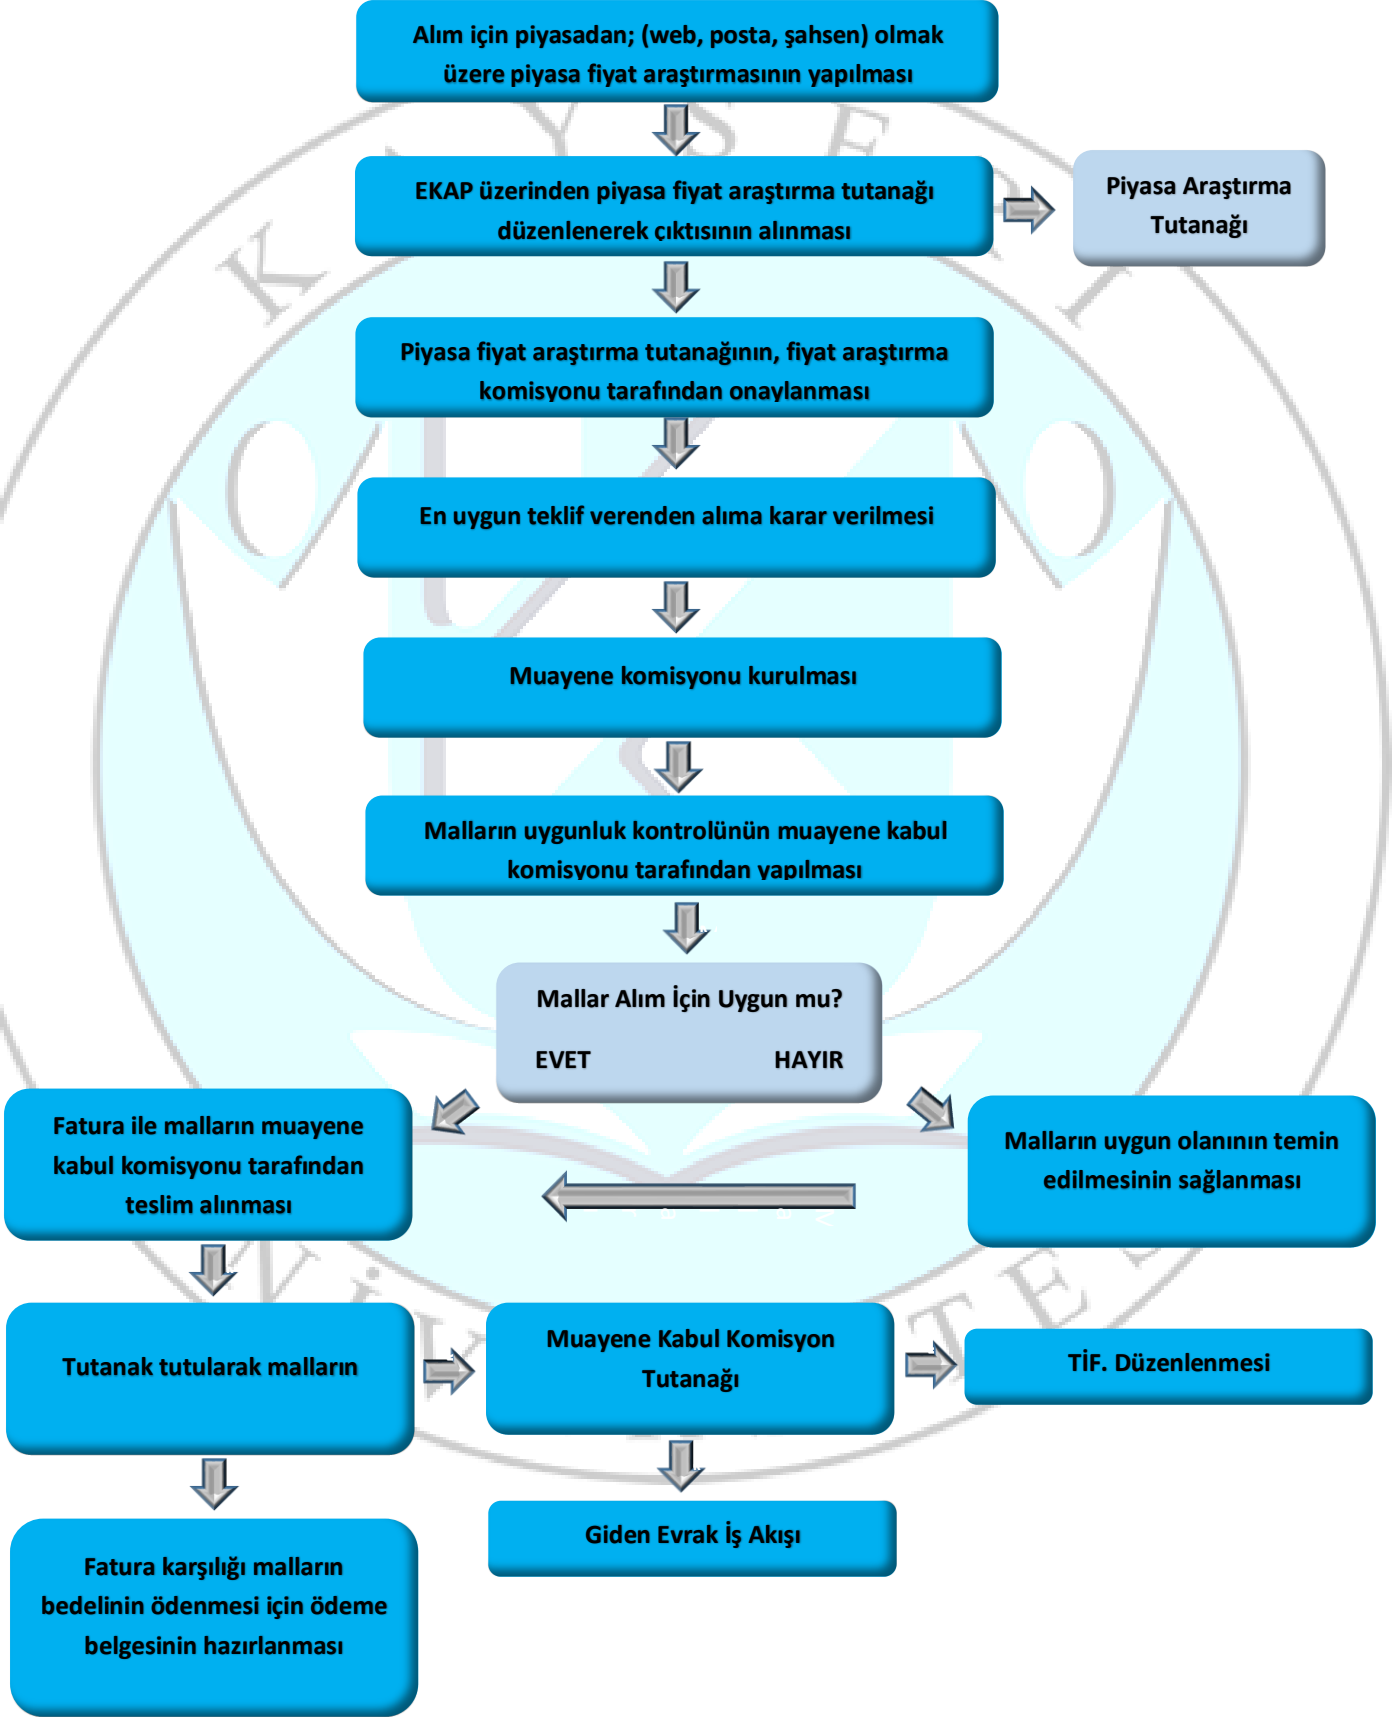 Alım için piyasadan; (web, posta, şahsen) olmak
üzere piyasa fiyat araştırmasının yapılması
EKAP üzerinden piyasa fiyat araştırma tutanağı
düzenlenerek çıktısının alınması
Piyasa Araştırma
Tutanağı
Piyasa fiyat araştırma tutanağının, fiyat araştırma
komisyonu tarafından onaylanması
En uygun teklif verenden alıma karar verilmesi
Muayene komisyonu kurulması
Malların uygunluk kontrolünün muayene kabul
komisyonu tarafından yapılması
Mallar Alım İçin Uygun mu?
EVET HAYIR
Fatura ile malların muayene
kabul komisyonu tarafından
teslim alınması
Malların uygun olanının temin
edilmesinin sağlanması
Tutanak tutularak malların
Muayene Kabul Komisyon
Tutanağı
TİF. Düzenlenmesi
Giden Evrak İş Akışı
Fatura karşılığı malların
bedelinin ödenmesi için ödeme
belgesinin hazırlanması